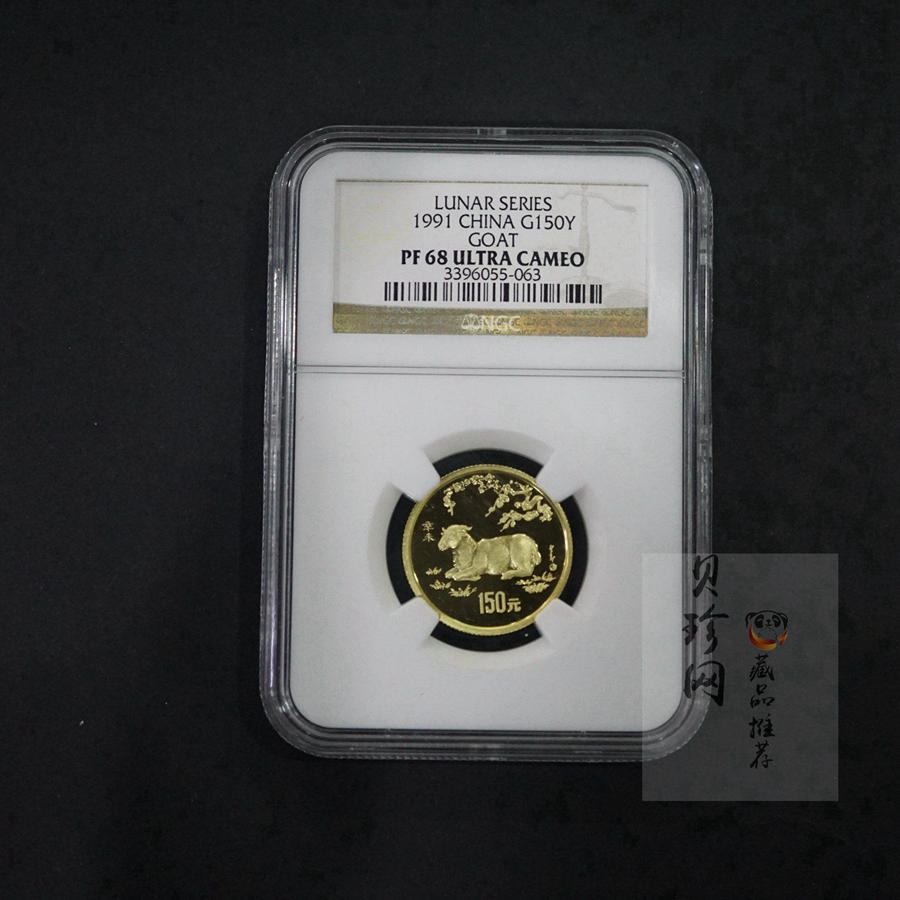 LUNAR SERIES
1991 CHINA G150Y
GOAT
PF 68 ULTRA CAMEO
3396055-063
NGC
辛未
150元
贝珍网
藏品推荐